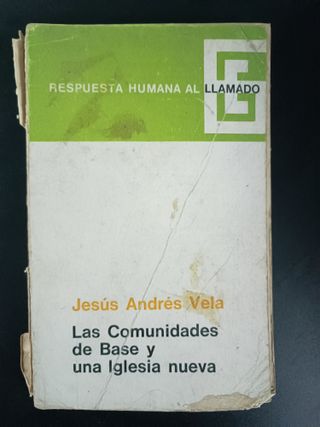 RESPUESTA HUMANA AL LLAMADO
Jesús Andrés Vela
Las Comunidades
de Base y
una Iglesia nueva